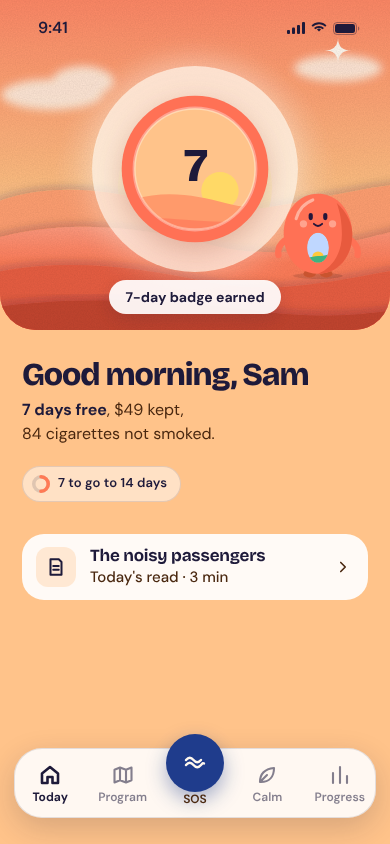 9:41
7
7-day badge earned
Good morning, Sam
7 days free, $49 kept,
84 cigarettes not smoked.
7 to go to 14 days
The noisy passengers
Today's read · 3 min
Today
Program
SOS
Calm
Progress